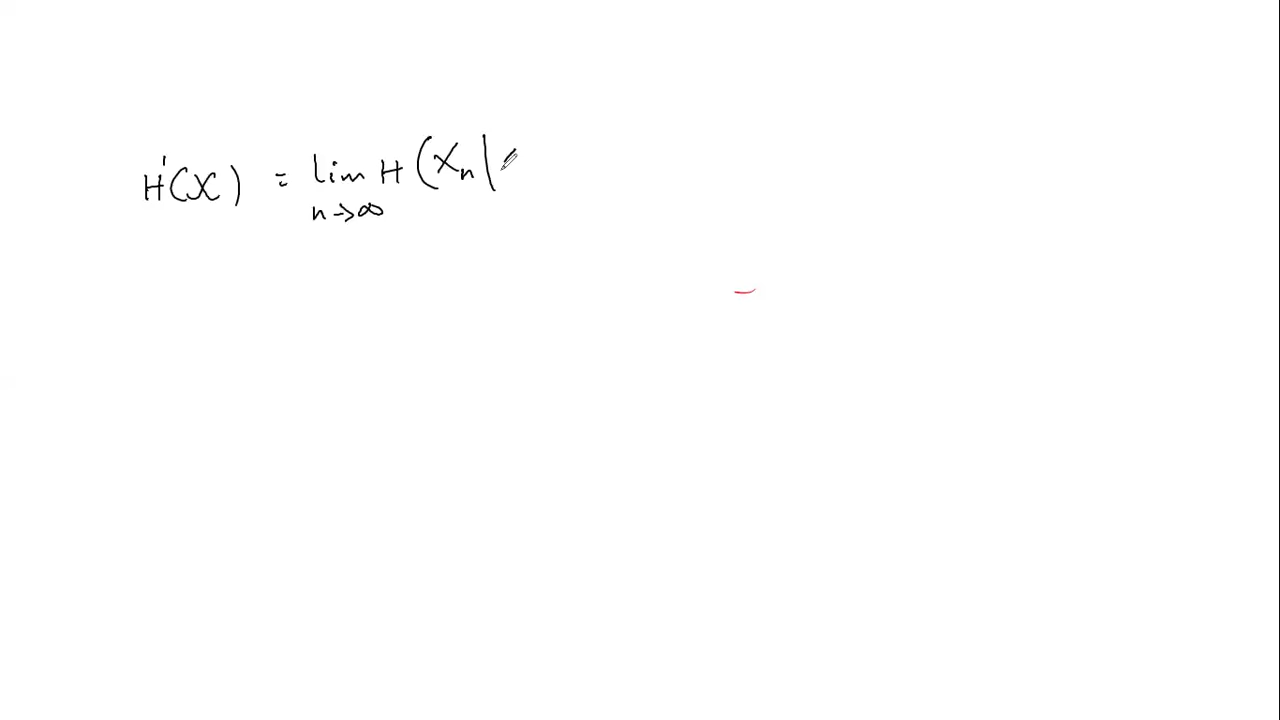 H'(X) = lim H(Xₙ|
n→∞